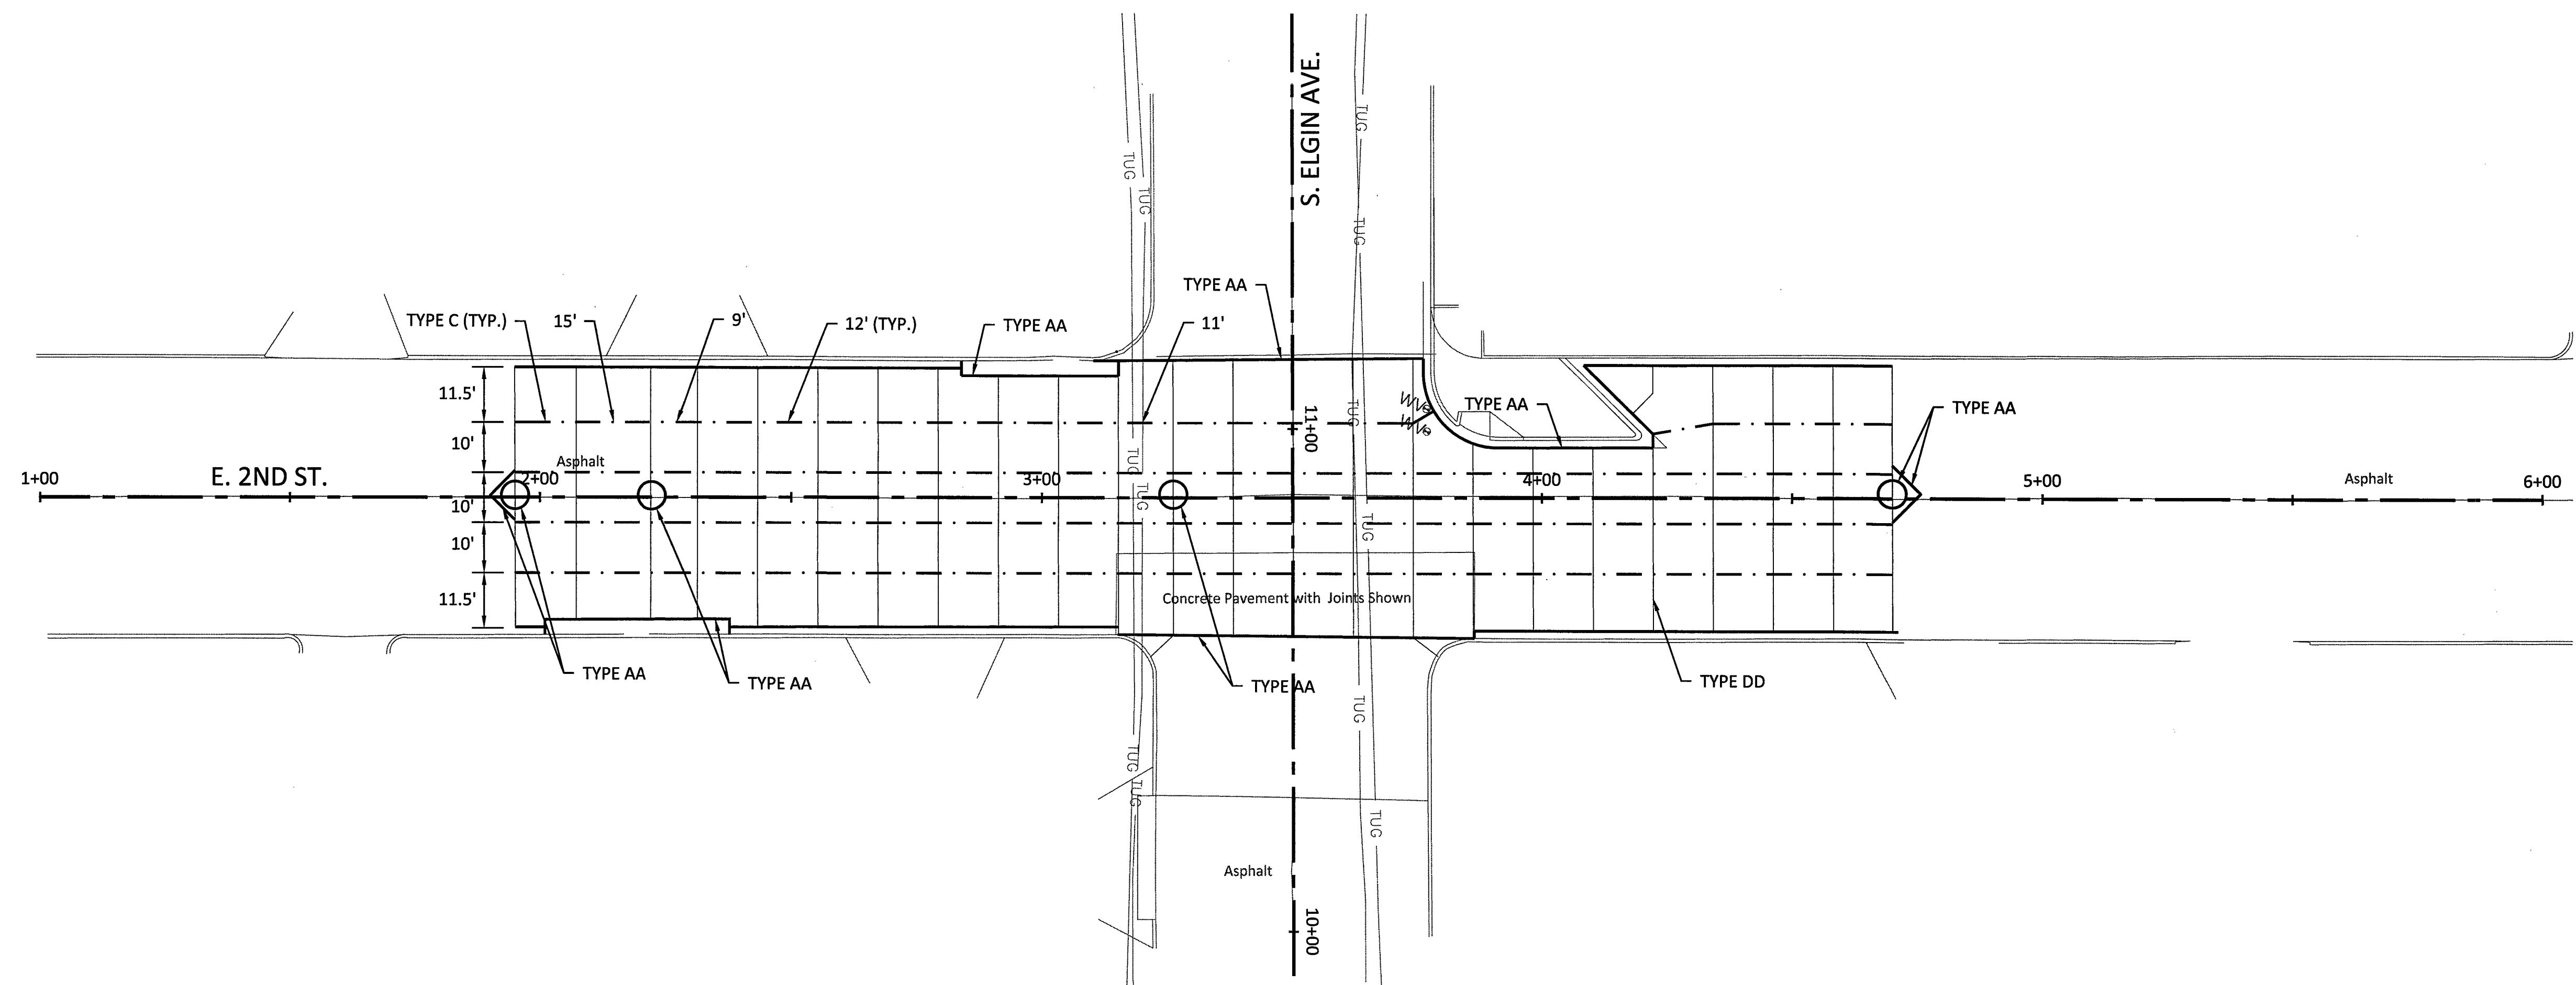 S. ELGIN AVE.
TUG
TUG
TUG
TUG
TYPE AA
TYPE C (TYP.)
15'
9'
12' (TYP.)
TYPE AA
11'
11.5'
WV
WV
TYPE AA
TYPE AA
TUG
11+00
10'
Asphalt
TUG
E. 2ND ST.
1+00
2+00
3+00
4+00
5+00
Asphalt
6+00
TUG
10'
TUG
10'
11.5'
Concrete Pavement with Joints Shown
TYPE AA
TYPE AA
TYPE AA
TYPE DD
TUG
TUG
TUG
TUG
Asphalt
10+00